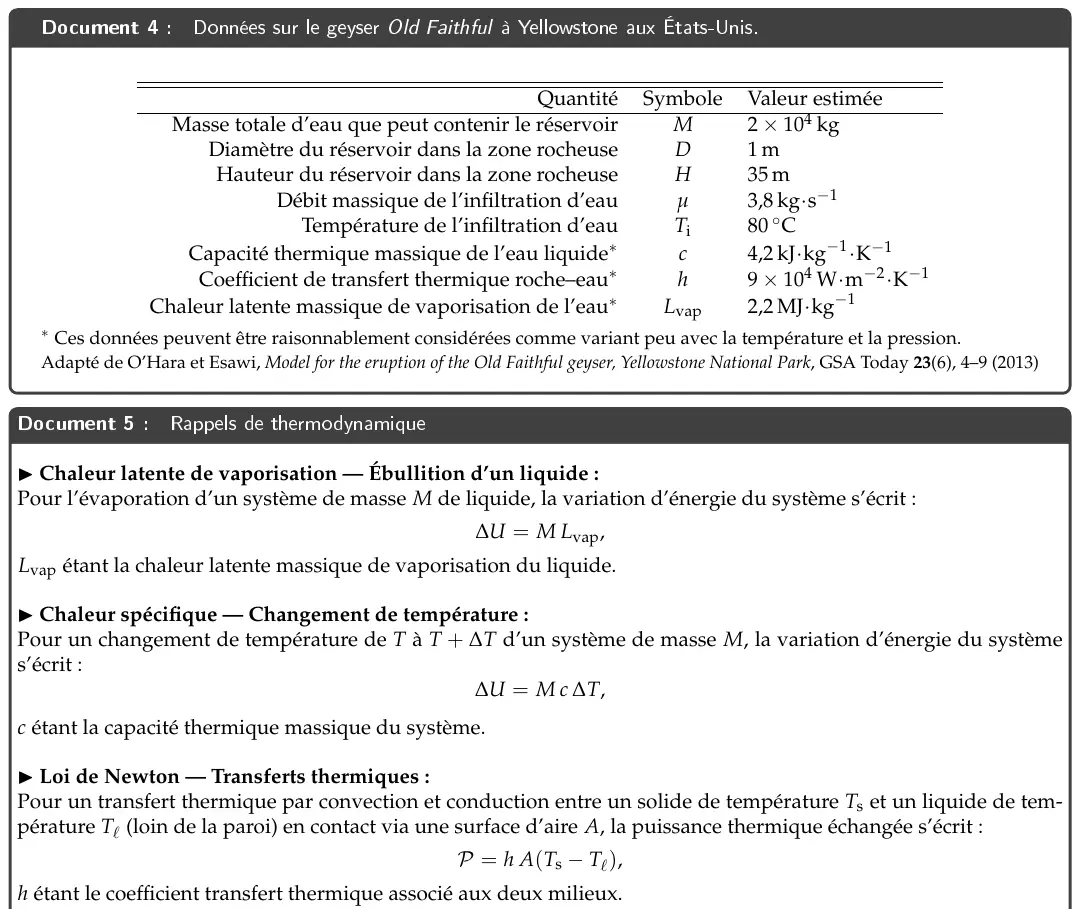 Document 4 : Données sur le geyser Old Faithful à Yellowstone aux États-Unis.
Quantité Symbole Valeur estimée
Masse totale d'eau que peut contenir le réservoir M 2 × 10⁴ kg
Diamètre du réservoir dans la zone rocheuse D 1 m
Hauteur du réservoir dans la zone rocheuse H 35 m
Débit massique de l'infiltration d'eau μ 3,8 kg·s⁻¹
Température de l'infiltration d'eau Tᵢ 80 °C
Capacité thermique massique de l'eau liquide* c 4,2 kJ·kg⁻¹·K⁻¹
Coefficient de transfert thermique roche–eau* h 9 × 10⁴ W·m⁻²·K⁻¹
Chaleur latente massique de vaporisation de l'eau* L_vap 2,2 MJ·kg⁻¹
* Ces données peuvent être raisonnablement considérées comme variant peu avec la température et la pression.
Adapté de O'Hara et Esawi, Model for the eruption of the Old Faithful geyser, Yellowstone National Park, GSA Today 23(6), 4–9 (2013)
Document 5 : Rappels de thermodynamique
▶ Chaleur latente de vaporisation — Ébullition d'un liquide :
Pour l'évaporation d'un système de masse M de liquide, la variation d'énergie du système s'écrit :
ΔU = M L_vap,
L_vap étant la chaleur latente massique de vaporisation du liquide.
▶ Chaleur spécifique — Changement de température :
Pour un changement de température de T à T + ΔT d'un système de masse M, la variation d'énergie du système
s'écrit :
ΔU = M c ΔT,
c étant la capacité thermique massique du système.
▶ Loi de Newton — Transferts thermiques :
Pour un transfert thermique par convection et conduction entre un solide de température T_s et un liquide de tem-
pérature T_ℓ (loin de la paroi) en contact via une surface d'aire A, la puissance thermique échangée s'écrit :
𝒫 = h A(T_s − T_ℓ),
h étant le coefficient transfert thermique associé aux deux milieux.